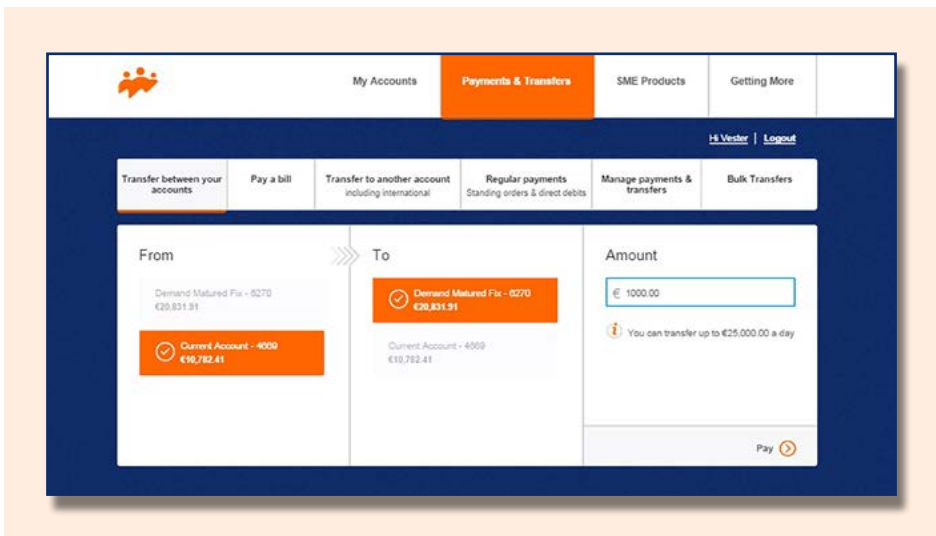 My Accounts
Payments & Transfers
SME Products
Getting More
Hi Vester | Logout
Transfer between your
accounts
Pay a bill
Transfer to another account
including international
Regular payments
Standing orders & direct debits
Manage payments &
transfers
Bulk Transfers
From
Demand Matured Fix - 6270
€20,831.91
Current Account - 4669
€10,782.41
To
Demand Matured Fix - 6270
€20,831.91
Current Account - 4669
€10,782.41
Amount
€ 1000.00
You can transfer up to €25,000.00 a day
Pay